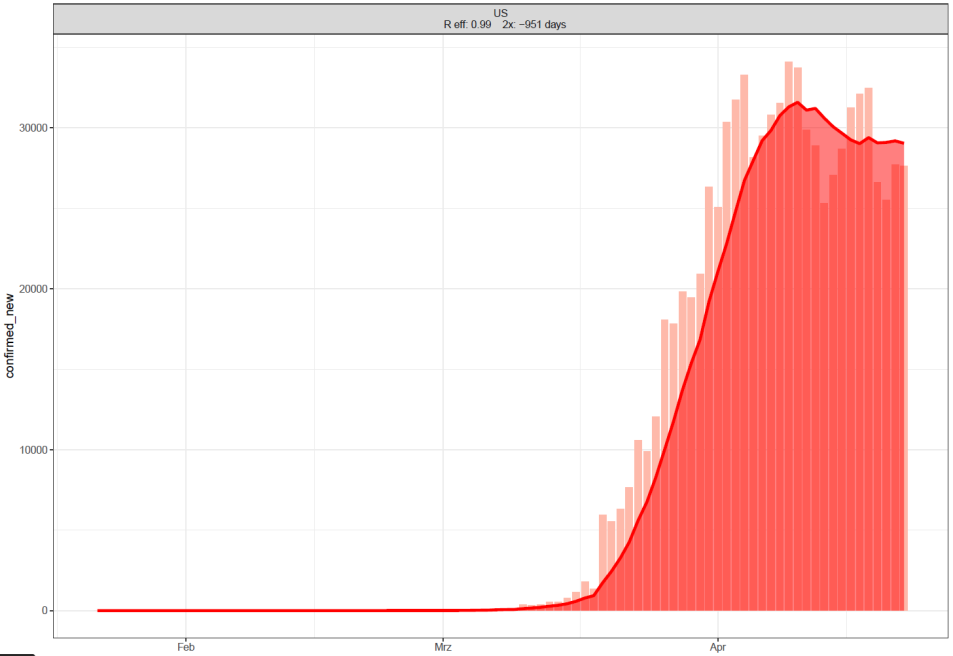 US
R eff: 0.99 2x: −951 days
confirmed_new
30000
20000
10000
0
Feb Mrz Apr